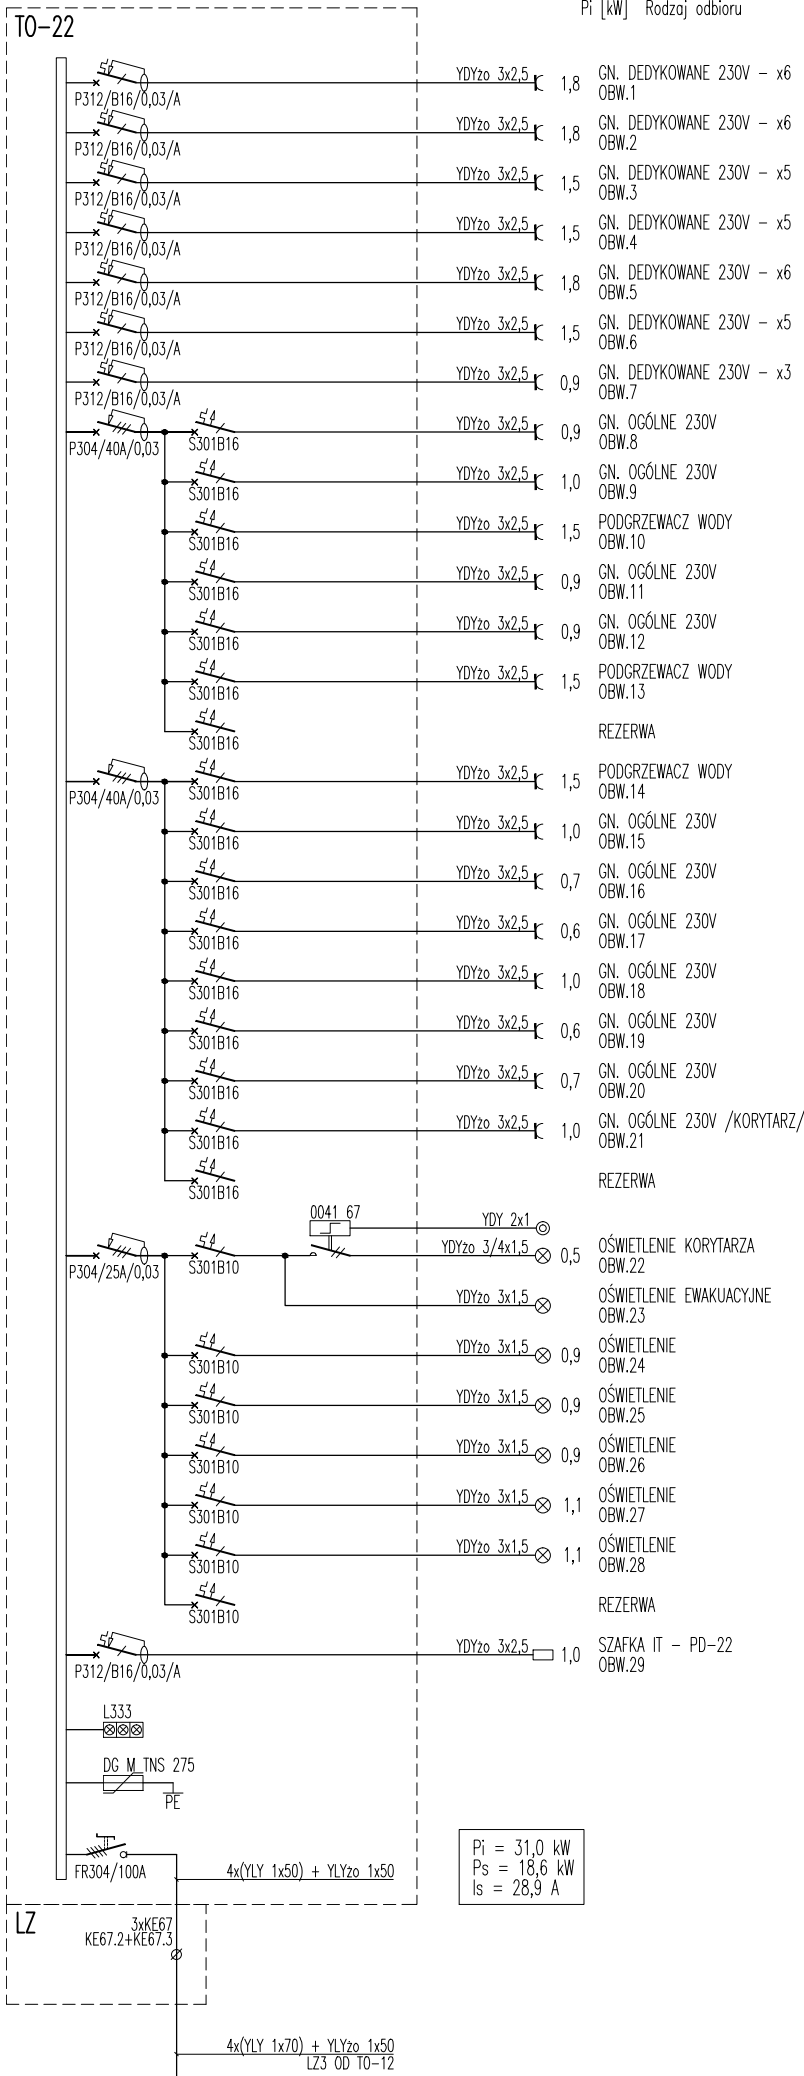 Pi [kW] Rodzaj odbioru
TO-22
P312/B16/0,03/A YDYżo 3x2,5 1,8 GN. DEDYKOWANE 230V - x6
OBW.1
P312/B16/0,03/A YDYżo 3x2,5 1,8 GN. DEDYKOWANE 230V - x6
OBW.2
P312/B16/0,03/A YDYżo 3x2,5 1,5 GN. DEDYKOWANE 230V - x5
OBW.3
P312/B16/0,03/A YDYżo 3x2,5 1,5 GN. DEDYKOWANE 230V - x5
OBW.4
P312/B16/0,03/A YDYżo 3x2,5 1,8 GN. DEDYKOWANE 230V - x6
OBW.5
P312/B16/0,03/A YDYżo 3x2,5 1,5 GN. DEDYKOWANE 230V - x5
OBW.6
P312/B16/0,03/A YDYżo 3x2,5 0,9 GN. DEDYKOWANE 230V - x3
OBW.7
P304/40A/0,03 S301B16 YDYżo 3x2,5 0,9 GN. OGÓLNE 230V
OBW.8
S301B16 YDYżo 3x2,5 1,0 GN. OGÓLNE 230V
OBW.9
S301B16 YDYżo 3x2,5 1,5 PODGRZEWACZ WODY
OBW.10
S301B16 YDYżo 3x2,5 0,9 GN. OGÓLNE 230V
OBW.11
S301B16 YDYżo 3x2,5 0,9 GN. OGÓLNE 230V
OBW.12
S301B16 YDYżo 3x2,5 1,5 PODGRZEWACZ WODY
OBW.13
S301B16 REZERWA
P304/40A/0,03 S301B16 YDYżo 3x2,5 1,5 PODGRZEWACZ WODY
OBW.14
S301B16 YDYżo 3x2,5 1,0 GN. OGÓLNE 230V
OBW.15
S301B16 YDYżo 3x2,5 0,7 GN. OGÓLNE 230V
OBW.16
S301B16 YDYżo 3x2,5 0,6 GN. OGÓLNE 230V
OBW.17
S301B16 YDYżo 3x2,5 1,0 GN. OGÓLNE 230V
OBW.18
S301B16 YDYżo 3x2,5 0,6 GN. OGÓLNE 230V
OBW.19
S301B16 YDYżo 3x2,5 0,7 GN. OGÓLNE 230V
OBW.20
S301B16 YDYżo 3x2,5 1,0 GN. OGÓLNE 230V /KORYTARZ/
OBW.21
S301B16 REZERWA
0041 67 YDY 2x1
P304/25A/0,03 S301B10 YDYżo 3/4x1,5 0,5 OŚWIETLENIE KORYTARZA
OBW.22
YDYżo 3x1,5 OŚWIETLENIE EWAKUACYJNE
OBW.23
S301B10 YDYżo 3x1,5 0,9 OŚWIETLENIE
OBW.24
S301B10 YDYżo 3x1,5 0,9 OŚWIETLENIE
OBW.25
S301B10 YDYżo 3x1,5 0,9 OŚWIETLENIE
OBW.26
S301B10 YDYżo 3x1,5 1,1 OŚWIETLENIE
OBW.27
S301B10 YDYżo 3x1,5 1,1 OŚWIETLENIE
OBW.28
S301B10 REZERWA
P312/B16/0,03/A YDYżo 3x2,5 1,0 SZAFKA IT - PD-22
OBW.29
L333
DG M TNS 275
PE
FR304/100A
4x(YLY 1x50) + YLYżo 1x50
Pi = 31,0 kW
Ps = 18,6 kW
Is = 28,9 A
LZ
3xKE67
KE67.2+KE67.3
4x(YLY 1x70) + YLYżo 1x50
LZ3 OD TO-12